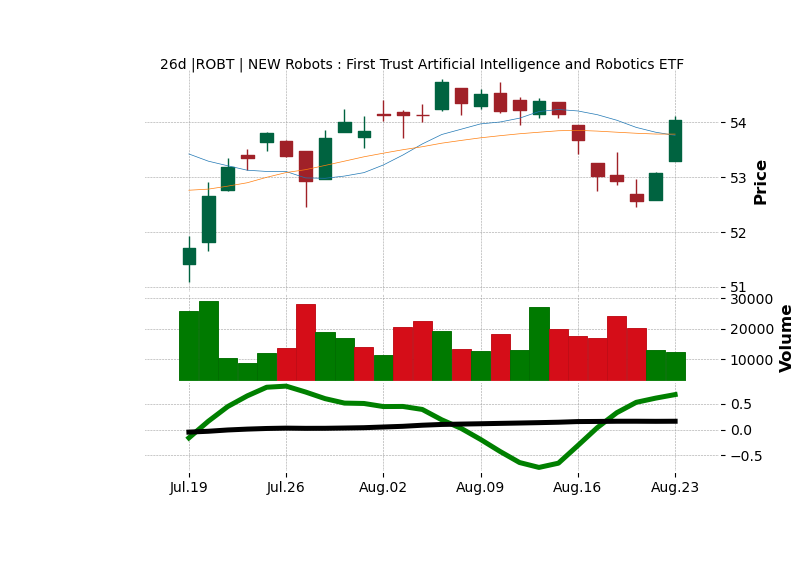 26d |ROBT | NEW Robots : First Trust Artificial Intelligence and Robotics ETF
54
53
52
51
Price
30000
20000
10000
Volume
0.5
0.0
−0.5
Jul.19 Jul.26 Aug.02 Aug.09 Aug.16 Aug.23